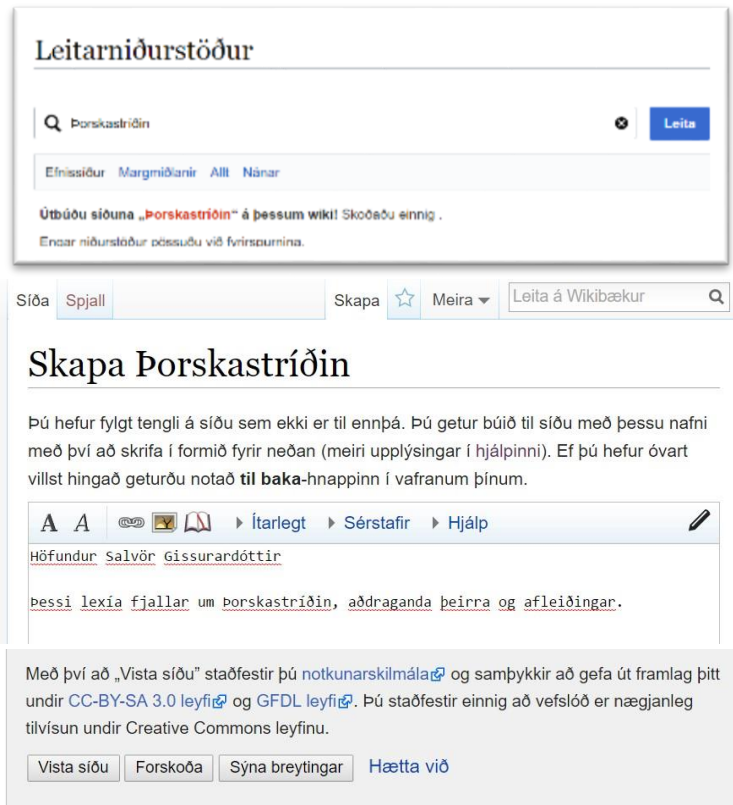 Leitarniðurstöður
Þorskastríðin
Leita
Efnissíður Margmiðlanir Allt Nánar
Útbúðu síðuna „Þorskastríðin“ á þessum wiki! Skoðaðu einnig .
Engar niðurstöður pössuðu við fyrirspurnina.
Síða Spjall Skapa Meira Leita á Wikibækur
Skapa Þorskastríðin
Þú hefur fylgt tengli á síðu sem ekki er til ennþá. Þú getur búið til síðu með þessu nafni
með því að skrifa í formið fyrir neðan (meiri upplýsingar í hjálpinni). Ef þú hefur óvart
villst hingað geturðu notað til baka-hnappinn í vafranum þínum.
A A Ítarlegt Sérstafir Hjálp
Höfundur Salvör Gissurardóttir
Þessi lexía fjallar um Þorskastríðin, aðdraganda þeirra og afleiðingar.
Með því að „Vista síðu” staðfestir þú notkunarskilmála og samþykkir að gefa út framlag þitt
undir CC-BY-SA 3.0 leyfi og GFDL leyfi. Þú staðfestir einnig að vefslóð er nægjanleg
tilvísun undir Creative Commons leyfinu.
Vista síðu Forskoða Sýna breytingar Hætta við